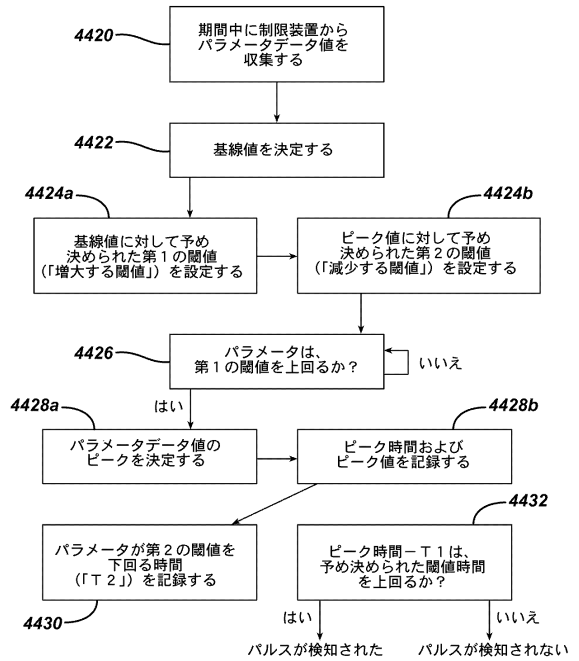 4420
期間中に制限装置から
パラメータデータ値を
収集する
4422
基線値を決定する
4424a
4424b
基線値に対して予め
決められた第1の閾値
(「増大する閾値」）を設定する
ピーク値に対して予め
決められた第2の閾値
(「減少する閾値」）を設定する
4426
パラメータは、
第1の閾値を上回るか？
いいえ
はい
4428a
4428b
パラメータデータ値の
ピークを決定する
ピーク時間および
ピーク値を記録する
4432
パラメータが第2の閾値を
下回る時間
(「T2」）を記録する
4430
ピーク時間－T1は、
予め決められた閾値時間
を上回るか？
はい
いいえ
パルスが検知された
パルスが検知されない